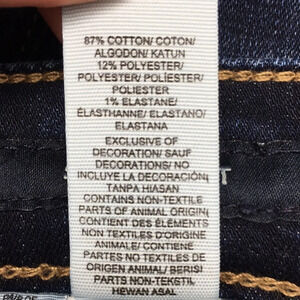 87% COTTON/ COTON/
ALGODON/ KATUN
12% POLYESTER/
POLYESTER/ POLIÉSTER/
POLIESTER
1% ELASTANE/
ÉLASTHANNE/ ELASTANO/
ELASTANA
EXCLUSIVE OF
DECORATION/ SAUF
DECORATIONS/ NO
INCLUYE LA DECORACIÓN/
TANPA HIASAN
CONTAINS NON-TEXTILE
PARTS OF ANIMAL ORIGIN/
CONTIENT DES ÉLÉMENTS
NON TEXTILES D'ORIGINE
ANIMALE/ CONTIENE
PARTES NO TEXTILES DE
ORIGEN ANIMAL/ BERISI
PARTS NON-TEKSTIL
HEWAN ASAL